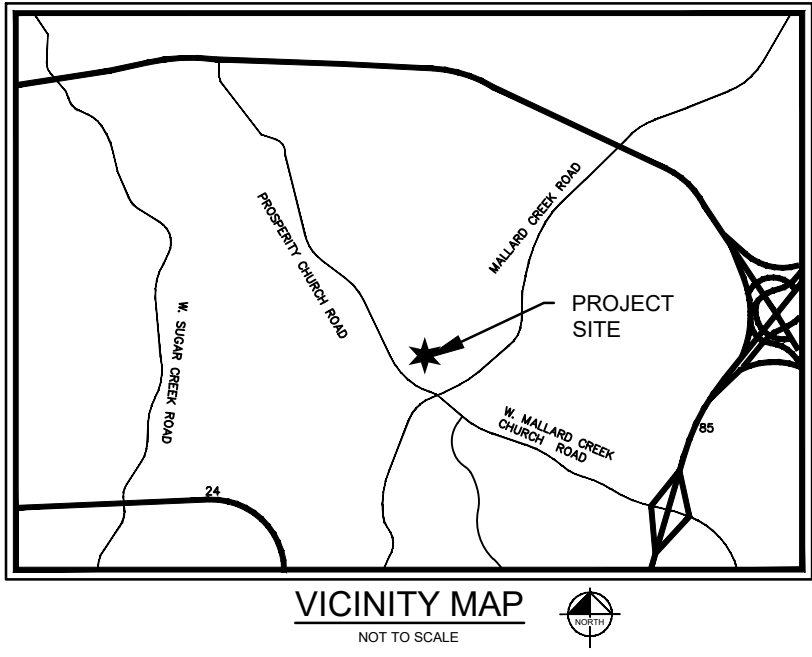 PROSPERITY CHURCH ROAD
MALLARD CREEK ROAD
W. SUGAR CREEK ROAD
PROJECT
SITE
W. MALLARD CREEK
CHURCH ROAD
85
24
VICINITY MAP
NOT TO SCALE
NORTH